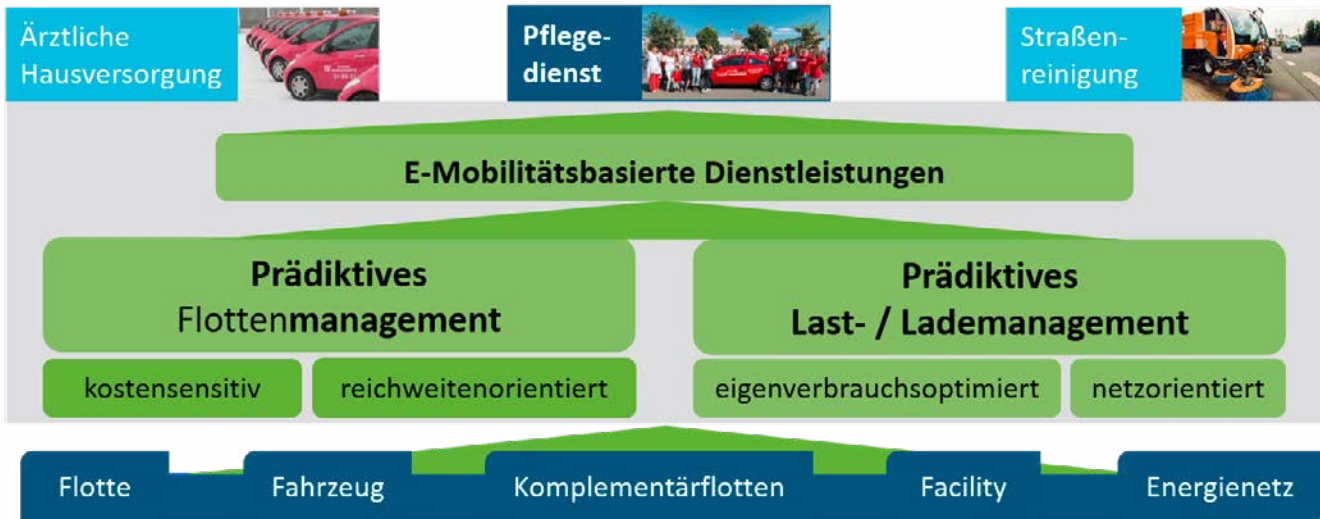 Ärztliche
Hausversorgung
Pflege-
dienst
Straßen-
reinigung
E-Mobilitätsbasierte Dienstleistungen
Prädiktives
Flottenmanagement
Prädiktives
Last- / Lademanagement
kostensensitiv
reichweitenorientiert
eigenverbrauchsoptimiert
netzorientiert
Flotte
Fahrzeug
Komplementärflotten
Facility
Energienetz